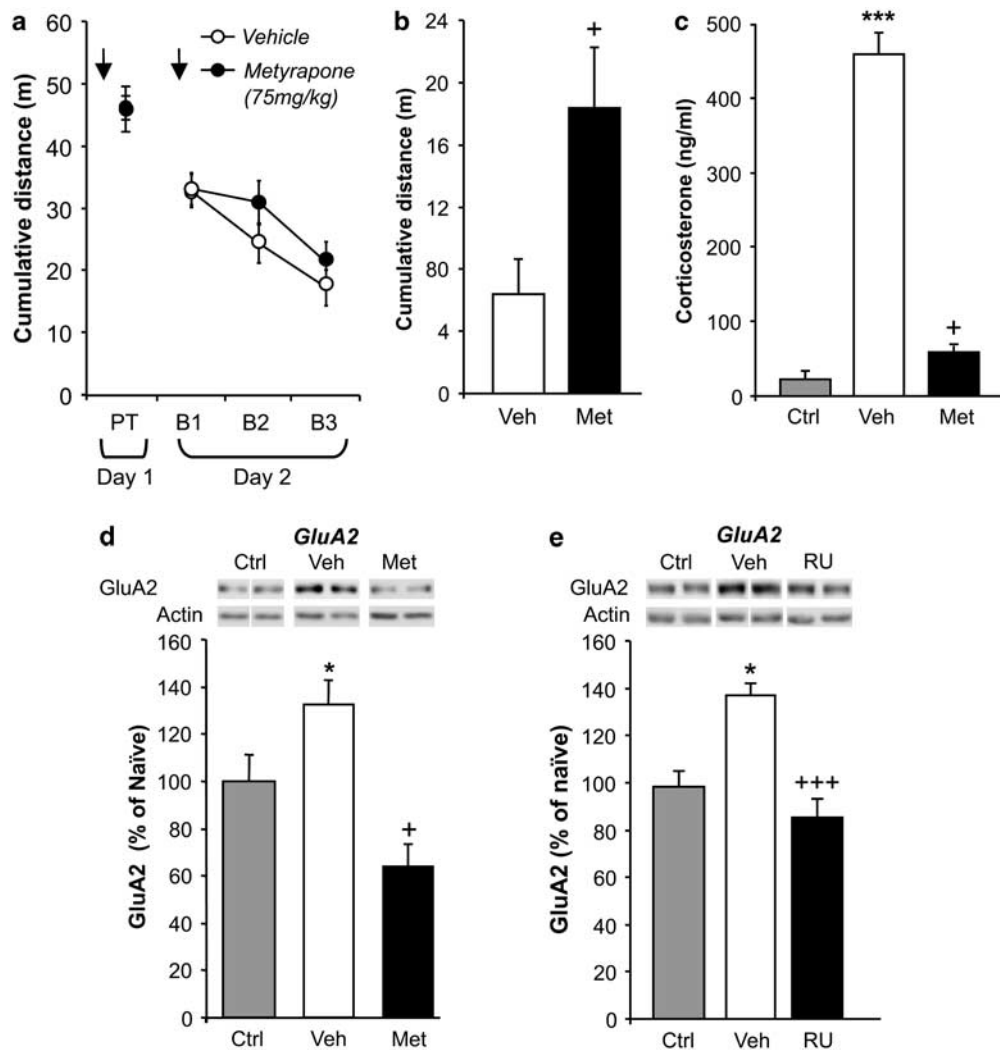 a
Vehicle
Metyrapone
(75mg/kg)
Cumulative distance (m)
60
50
40
30
20
10
0
PT
B1
B2
B3
Day 1
Day 2
b
Cumulative distance (m)
24
20
18
12
60
4
0
+
Veh
Met
c
Corticosterone (ng/ml)
500
400
300
200
100
0
***
+
Ctrl
Veh
Met
d
GluA2
Ctrl
Veh
Met
GluA2
Actin
GluA2 (% of Naïve)
160
140
120
100
80
60
40
20
0
*
+
Ctrl
Veh
Met
e
GluA2
Ctrl
Veh
RU
GluA2
Actin
GluA2 (% of naïve)
160
140
120
100
80
60
40
20
0
*
+++
Ctrl
Veh
RU